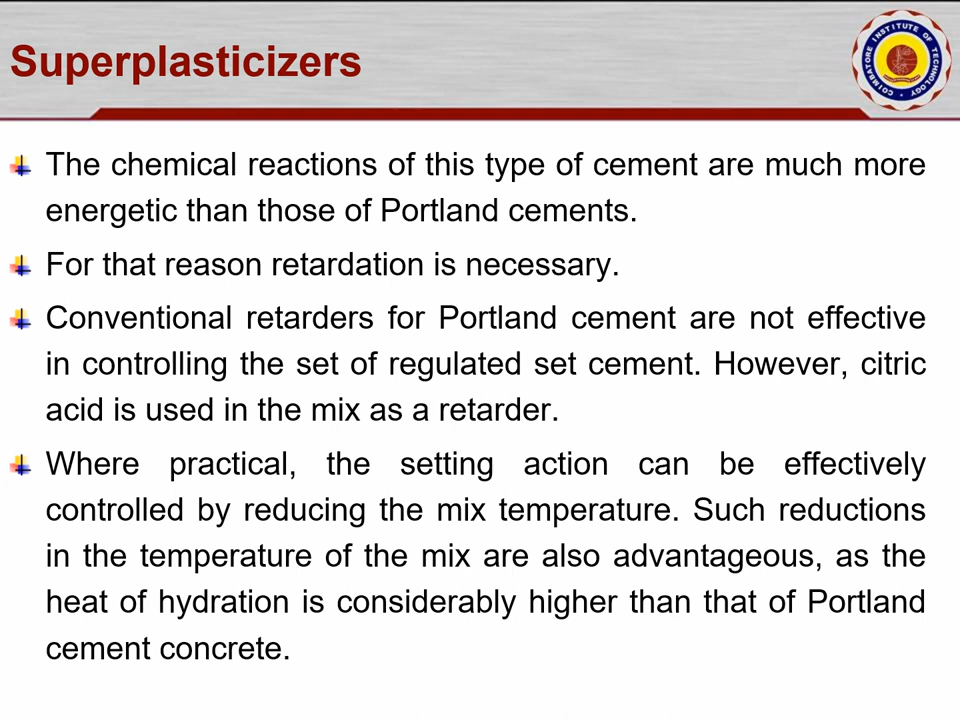 Superplasticizers
COIMBATORE INSTITUTE OF TECHNOLOGY
The chemical reactions of this type of cement are much more
energetic than those of Portland cements.
For that reason retardation is necessary.
Conventional retarders for Portland cement are not effective
in controlling the set of regulated set cement. However, citric
acid is used in the mix as a retarder.
Where practical, the setting action can be effectively
controlled by reducing the mix temperature. Such reductions
in the temperature of the mix are also advantageous, as the
heat of hydration is considerably higher than that of Portland
cement concrete.